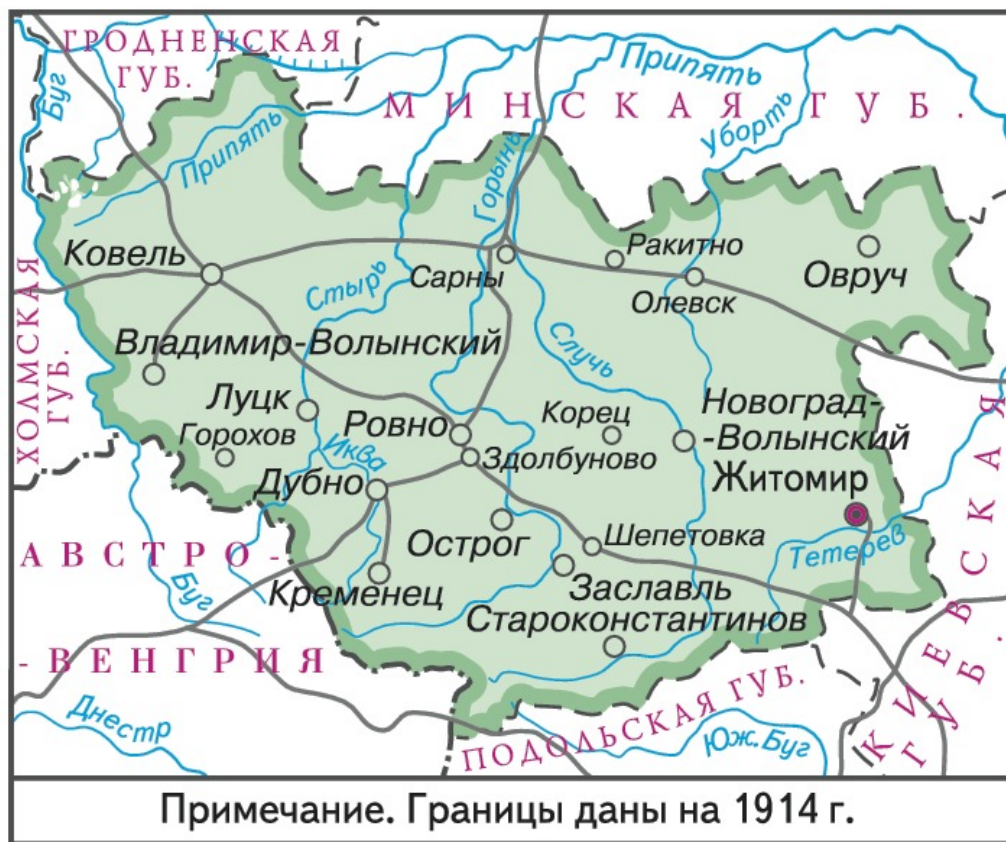 ГРОДНЕНСКАЯ
ГУБ.
Буг
Припять
МИНСКАЯ ГУБ.
Припять
Уборть
Горынь
ХОЛМСКАЯ
ГУБ.
Ковель
Сарны
Ракитно
Олевск
Овруч
Стырь
Случь
Владимир-Волынский
Луцк
Горохов
Ровно
Корец
Новоград-
-Волынский
Иква
Здолбуново
Дубно
Житомир
Острог
Шепетовка
Тетерев
АВСТРО-
-ВЕНГРИЯ
Буг
Кременец
Заславль
Староконстантинов
КИЕВСКАЯ
ГУБ.
ПОДОЛЬСКАЯ ГУБ.
Днестр
Юж. Буг
Примечание. Границы даны на 1914 г.